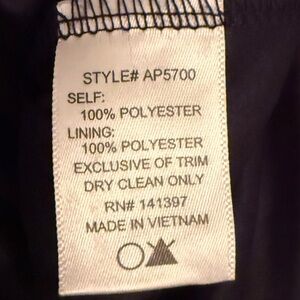 STYLE# AP5700
SELF:
100% POLYESTER
LINING:
100% POLYESTER
EXCLUSIVE OF TRIM
DRY CLEAN ONLY
RN# 141397
MADE IN VIETNAM